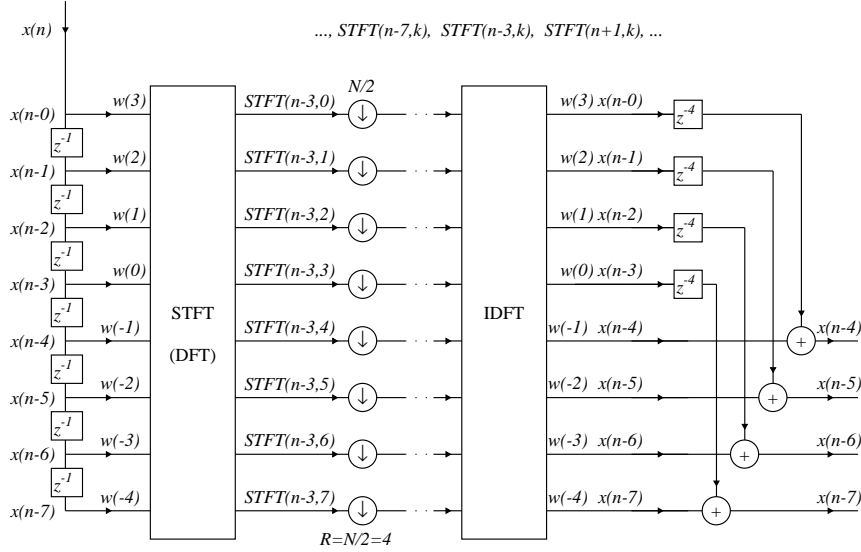 x(n) ..., STFT(n-7,k), STFT(n-3,k), STFT(n+1,k), ...
N/2
x(n-0) w(3) STFT(n-3,0) ↓ w(3) x(n-0) z⁻⁴
z⁻¹
x(n-1) w(2) STFT(n-3,1) ↓ w(2) x(n-1) z⁻⁴
z⁻¹
x(n-2) w(1) STFT(n-3,2) ↓ w(1) x(n-2) z⁻⁴
z⁻¹
x(n-3) w(0) STFT(n-3,3) ↓ w(0) x(n-3) z⁻⁴
z⁻¹ STFT IDFT
x(n-4) w(-1) STFT(n-3,4) ↓ w(-1) x(n-4) + x(n-4)
z⁻¹ (DFT)
x(n-5) w(-2) STFT(n-3,5) ↓ w(-2) x(n-5) + x(n-5)
z⁻¹
x(n-6) w(-3) STFT(n-3,6) ↓ w(-3) x(n-6) + x(n-6)
z⁻¹
x(n-7) w(-4) STFT(n-3,7) ↓ w(-4) x(n-7) + x(n-7)
R=N/2=4